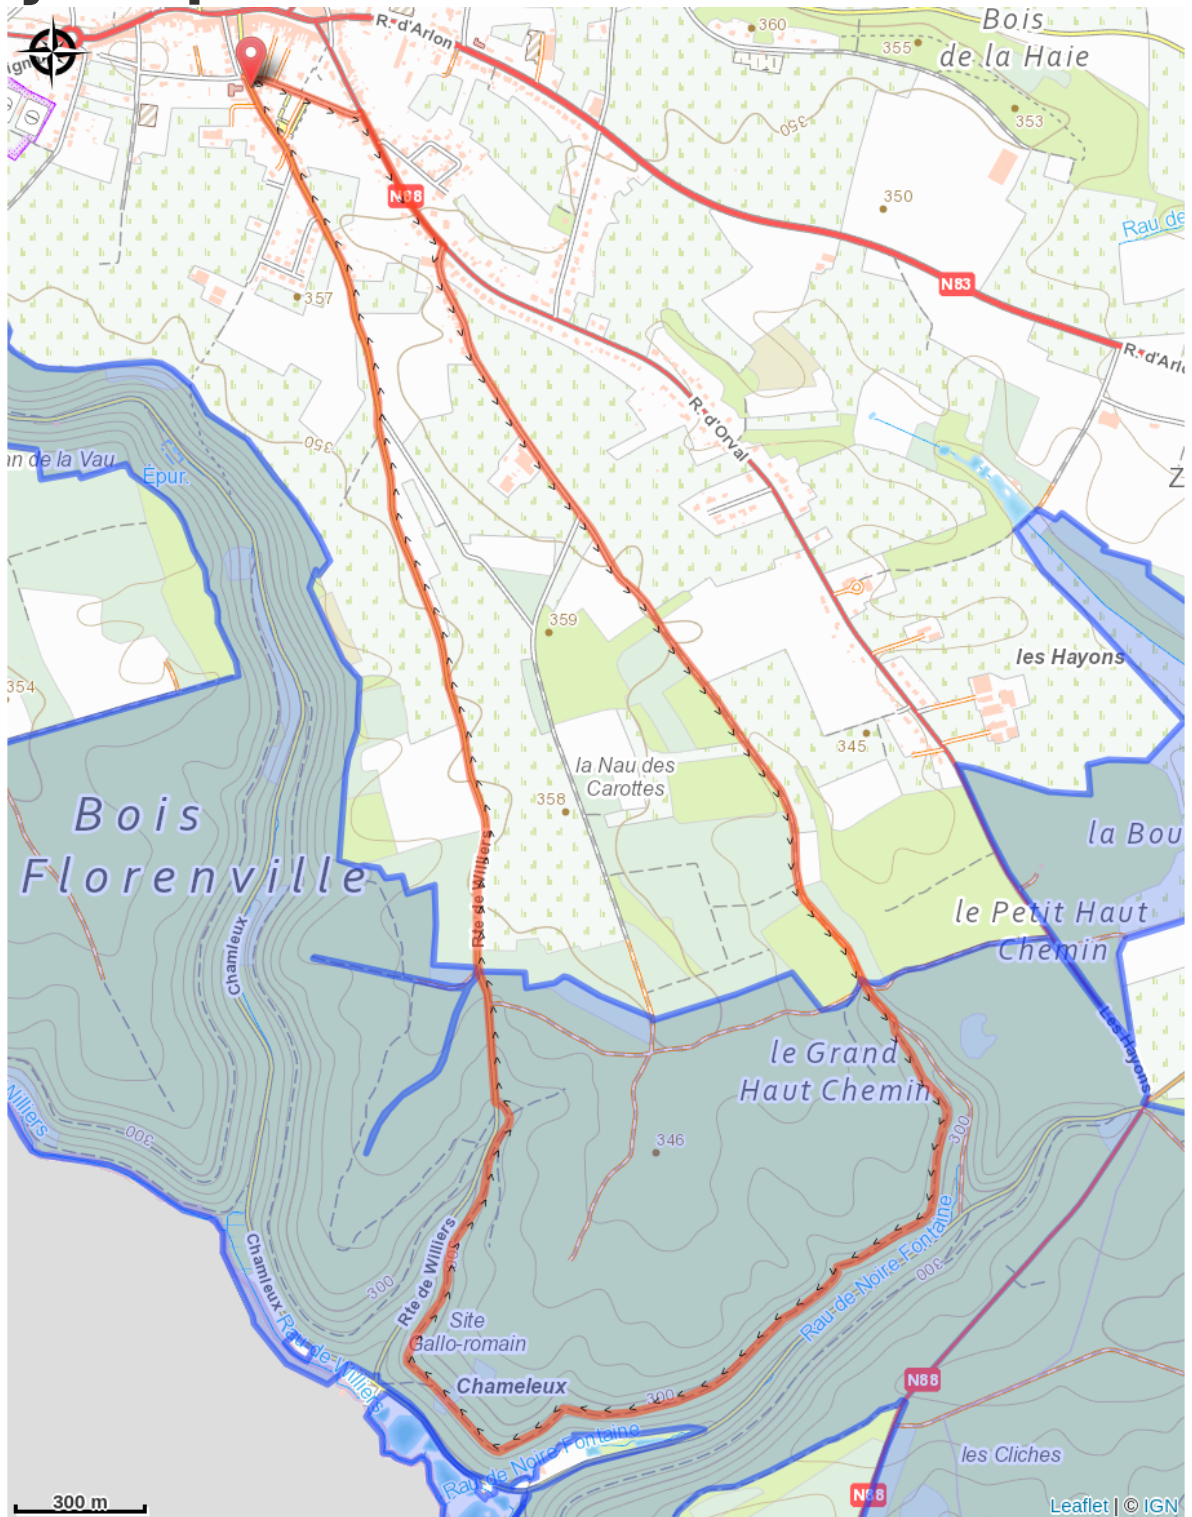 R. d'Arlon
360
Bois
de la Haie
355
353
350
N88
350
Rau de
357
N83
R. d'Arlo
350
R. d'Orval
an de la Vau
Épur.
Z
359
les Hayons
354
345
la Nau des
Carottes
358
Bois
Florenville
la Bou
Rte de Williers
Chamleux
le Petit Haut
Chemin
Les Hayons
le Grand
Haut Chemin
300
300
346
Rte de Williers
Rau de Noire Fontaine
300
Chamleux
300
Site
Gallo-romain
Rau de Williers
Chameleux
300
N88
Rau de Noire Fontaine
les Cliches
N88
300 m
Leaflet | © IGN